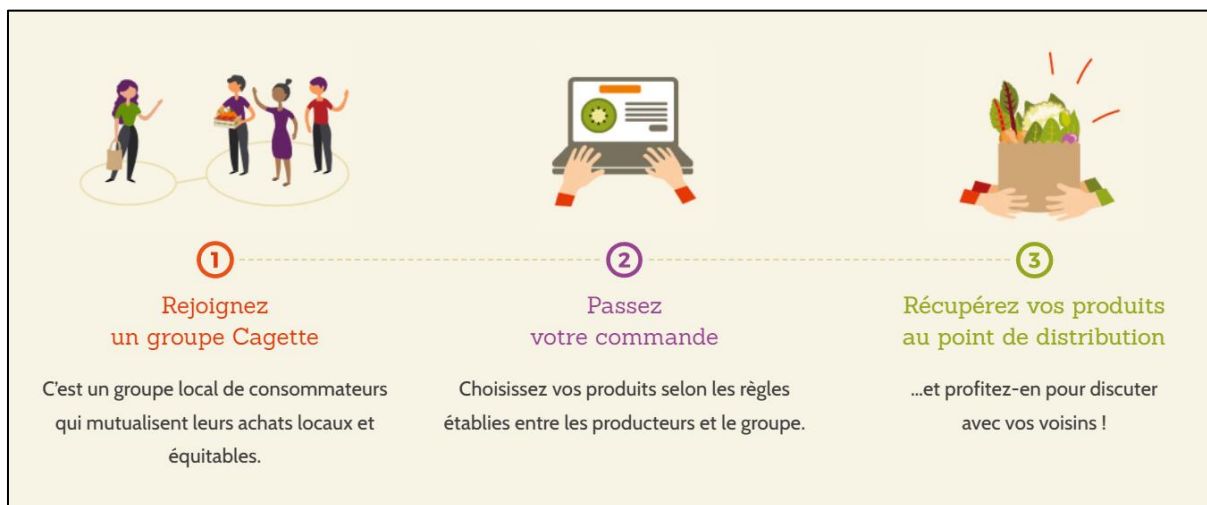 1
Rejoignez
un groupe Cagette
C'est un groupe local de consommateurs
qui mutualisent leurs achats locaux et
équitables.
2
Passez
votre commande
Choisissez vos produits selon les règles
établies entre les producteurs et le groupe.
3
Récupérez vos produits
au point de distribution
...et profitez-en pour discuter
avec vos voisins !